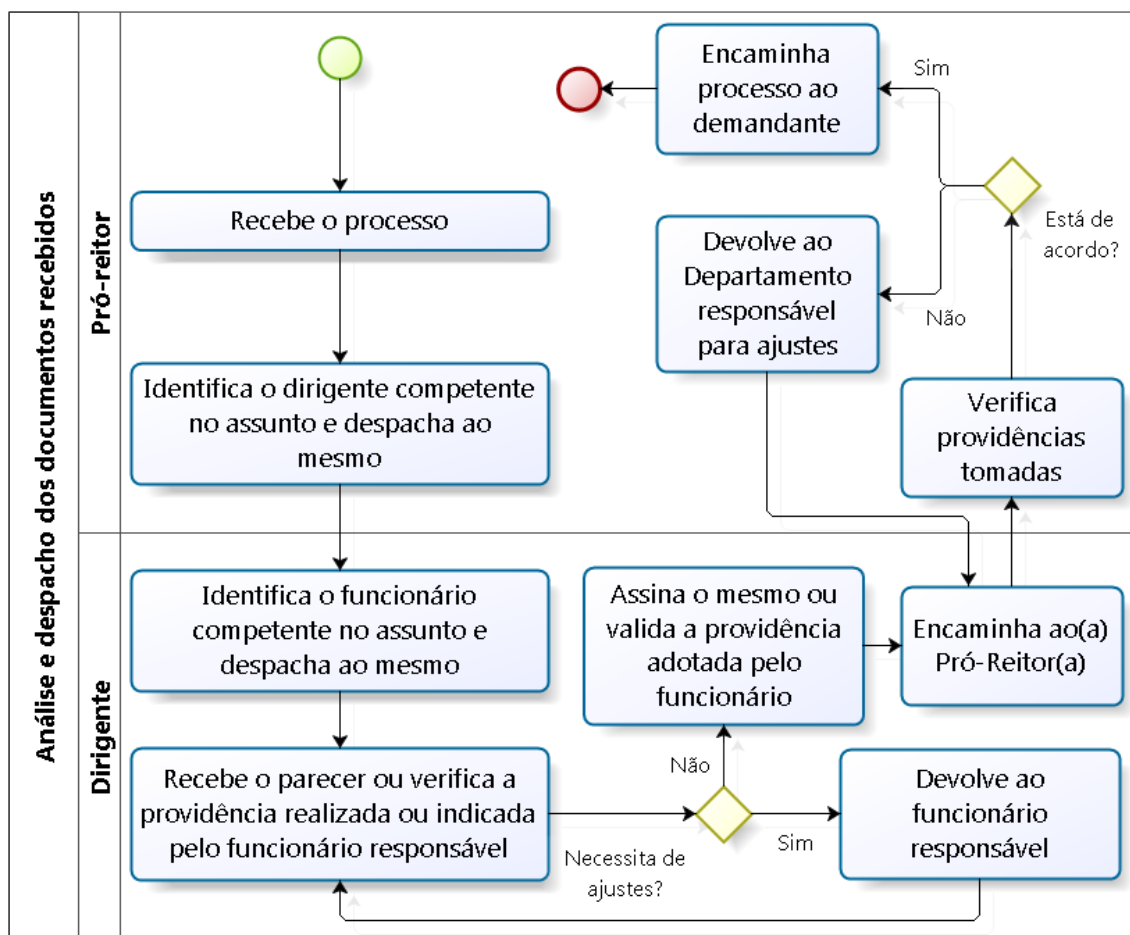 Análise e despacho dos documentos recebidos
Pró-reitor
Recebe o processo
Identifica o dirigente competente
no assunto e despacha ao
mesmo
Encaminha
processo ao
demandante
Sim
Está de
acordo?
Devolve ao
Departamento
responsável
para ajustes
Não
Verifica
providências
tomadas
Dirigente
Identifica o funcionário
competente no assunto e
despacha ao mesmo
Recebe o parecer ou verifica a
providência realizada ou indicada
pelo funcionário responsável
Necessita de
ajustes?
Não
Assina o mesmo ou
valida a providência
adotada pelo
funcionário
Encaminha ao(a)
Pró-Reitor(a)
Sim
Devolve ao
funcionário
responsável